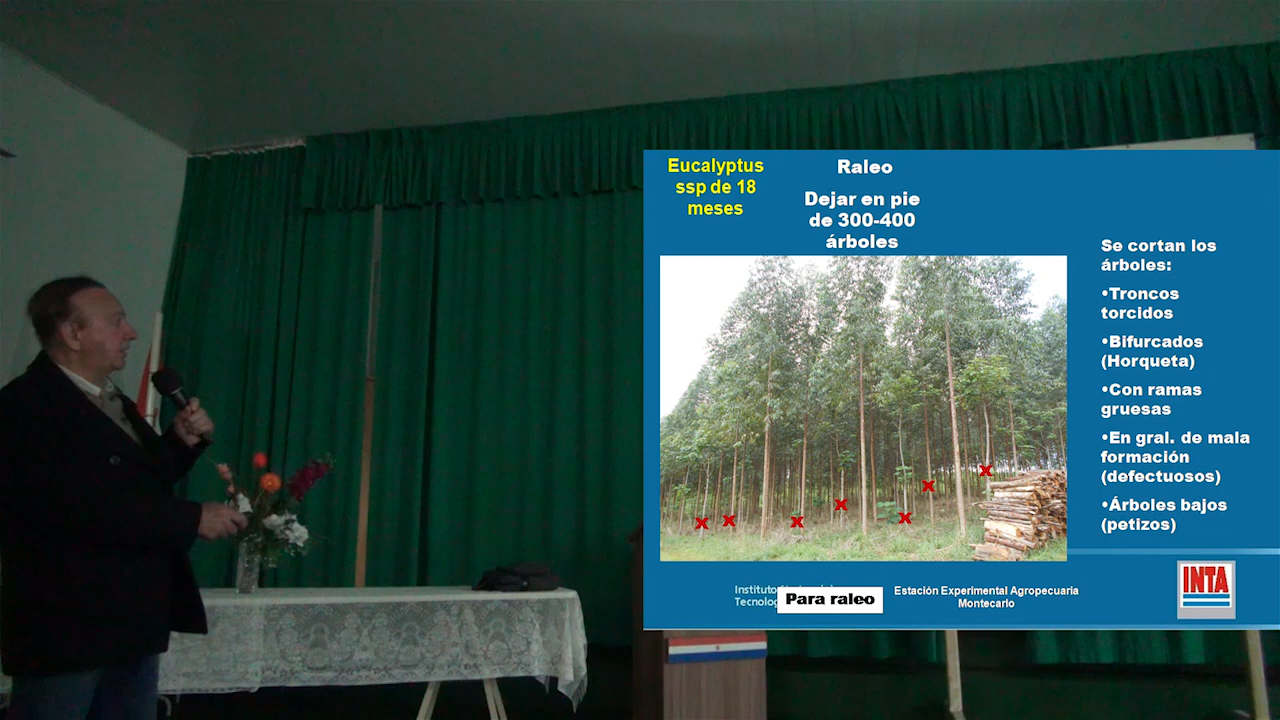 Eucalyptus
ssp de 18
meses
Raleo
Dejar en pie
de 300-400
árboles
Se cortan los
árboles:
•Troncos
torcidos
•Bifurcados
(Horqueta)
•Con ramas
gruesas
•En gral. de mala
formación
(defectuosos)
•Árboles bajos
(petizos)
x x x x x x x
Instituto
Para raleo
Estación Experimental Agropecuaria
Montecarlo
INTA